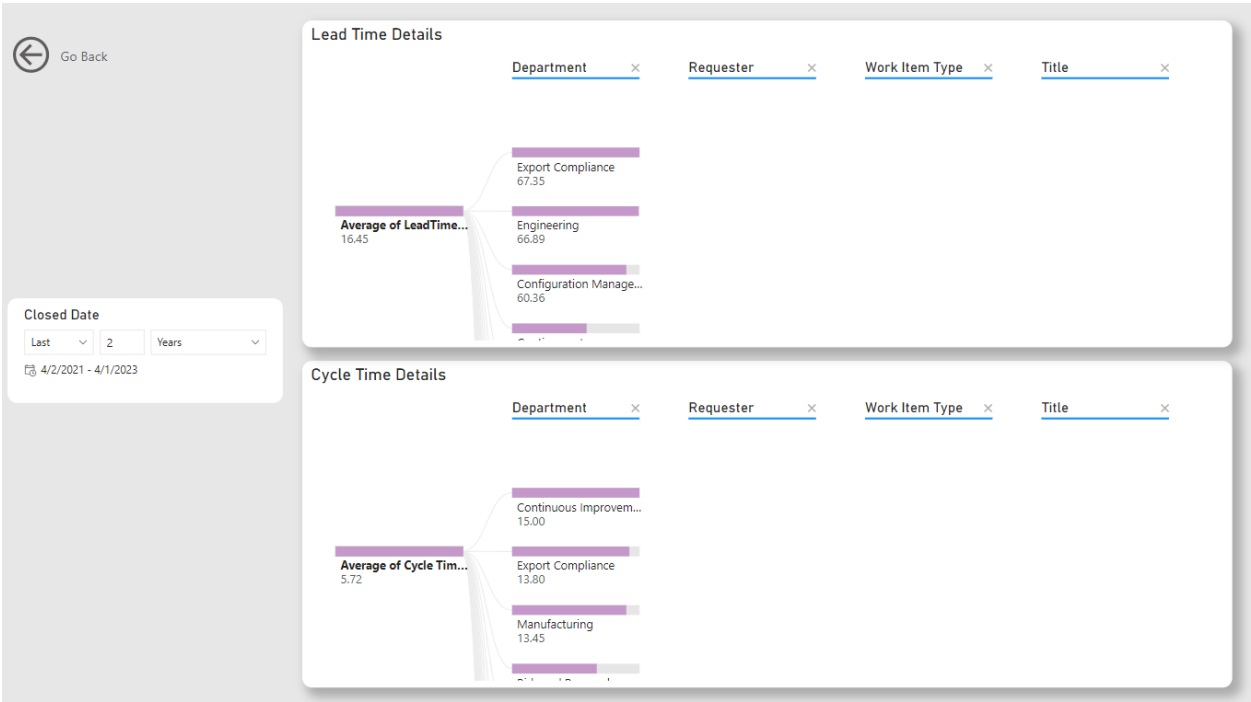 Go Back
Closed Date
Last 2 Years
4/2/2021 - 4/1/2023
Lead Time Details
Department Requester Work Item Type Title
Average of LeadTime...
16.45
Export Compliance
67.35
Engineering
66.89
Configuration Manage...
60.36
Cycle Time Details
Department Requester Work Item Type Title
Average of Cycle Tim...
5.72
Continuous Improvem...
15.00
Export Compliance
13.80
Manufacturing
13.45